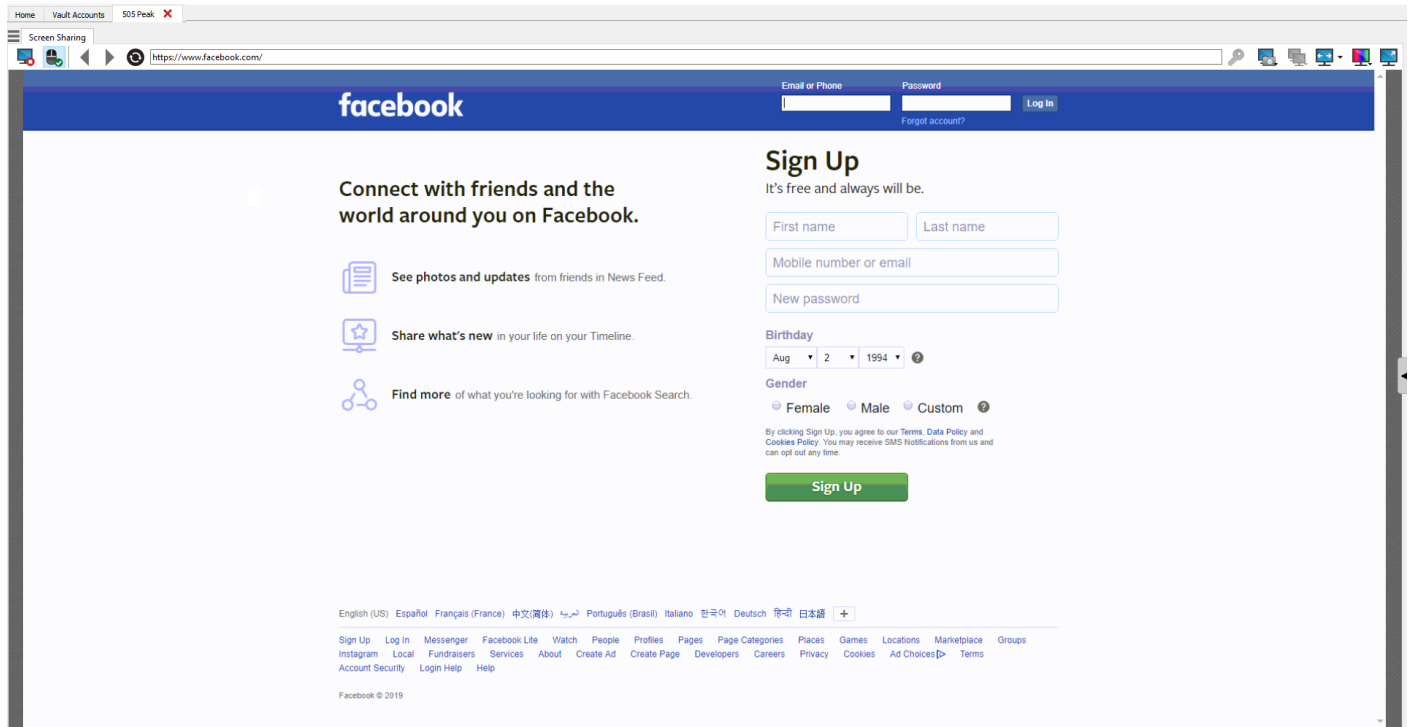 Home Vault Accounts 505 Peak
Screen Sharing
https://www.facebook.com/
facebook
Email or Phone Password
Log In
Forgot account?
Connect with friends and the
world around you on Facebook.
See photos and updates from friends in News Feed.
Share what's new in your life on your Timeline.
Find more of what you're looking for with Facebook Search.
Sign Up
It's free and always will be.
First name Last name
Mobile number or email
New password
Birthday
Aug 2 1994 ?
Gender
Female Male Custom ?
By clicking Sign Up, you agree to our Terms, Data Policy and
Cookies Policy. You may receive SMS Notifications from us and
can opt out any time.
Sign Up
English (US) Español Français (France) 中文(简体) العربية Português (Brasil) Italiano 한국어 Deutsch हिन्दी 日本語 +
Sign Up Log In Messenger Facebook Lite Watch People Profiles Pages Page Categories Places Games Locations Marketplace Groups
Instagram Local Fundraisers Services About Create Ad Create Page Developers Careers Privacy Cookies Ad Choices Terms
Account Security Login Help Help
Facebook © 2019